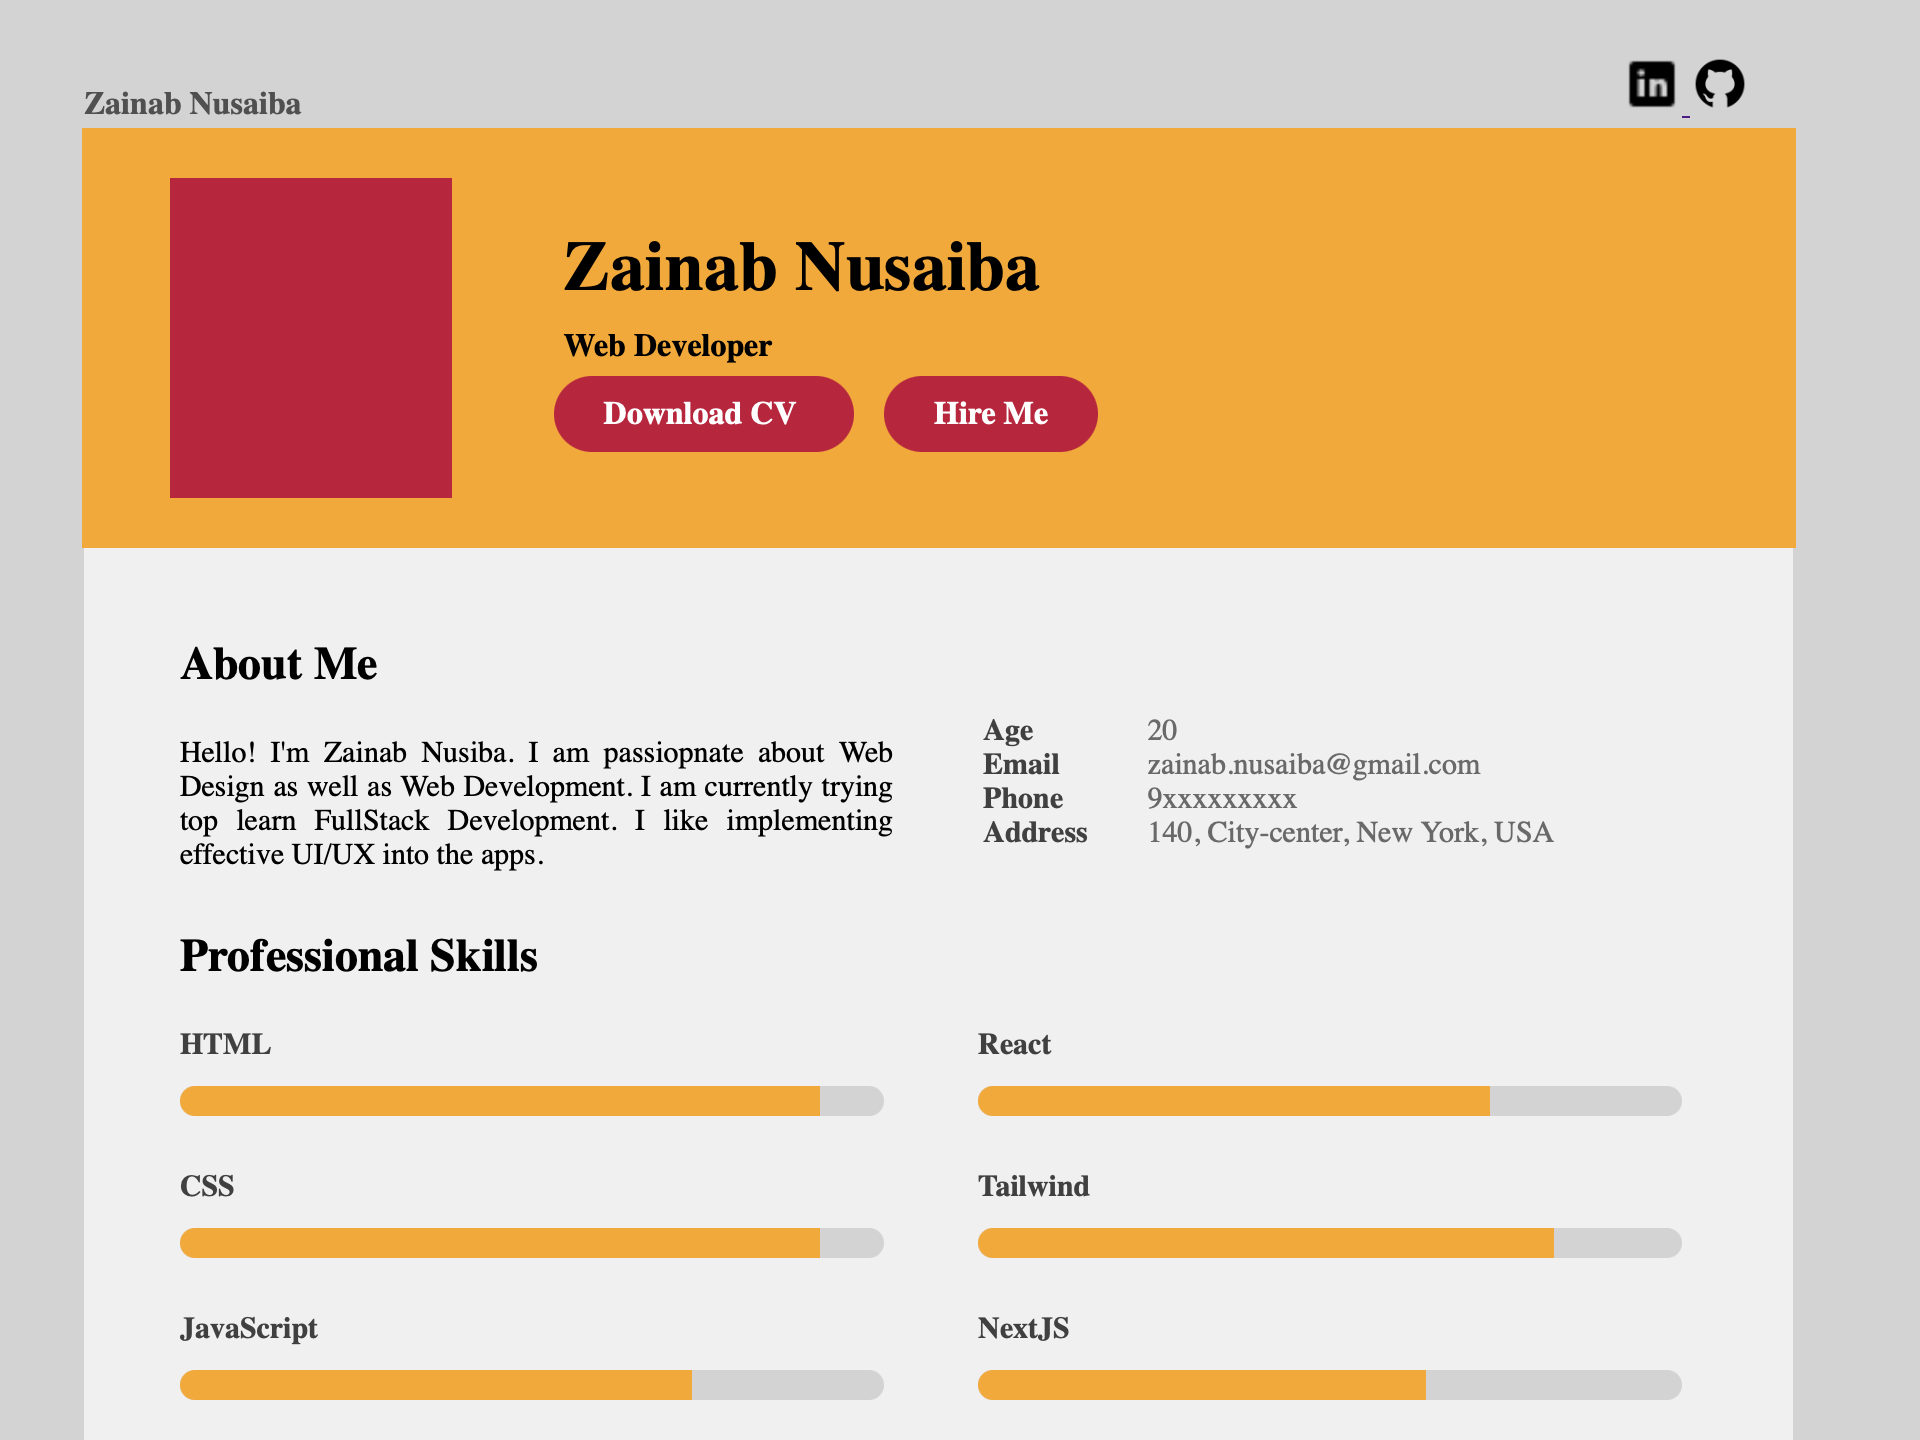 Zainab Nusaiba
in
Zainab Nusaiba
Web Developer
Download CV
Hire Me
About Me
Hello! I'm Zainab Nusiba. I am passiopnate about Web
Design as well as Web Development. I am currently trying
top learn FullStack Development. I like implementing
effective UI/UX into the apps.
Age 20
Email zainab.nusaiba@gmail.com
Phone 9xxxxxxxxx
Address 140, City-center, New York, USA
Professional Skills
HTML
React
CSS
Tailwind
JavaScript
NextJS